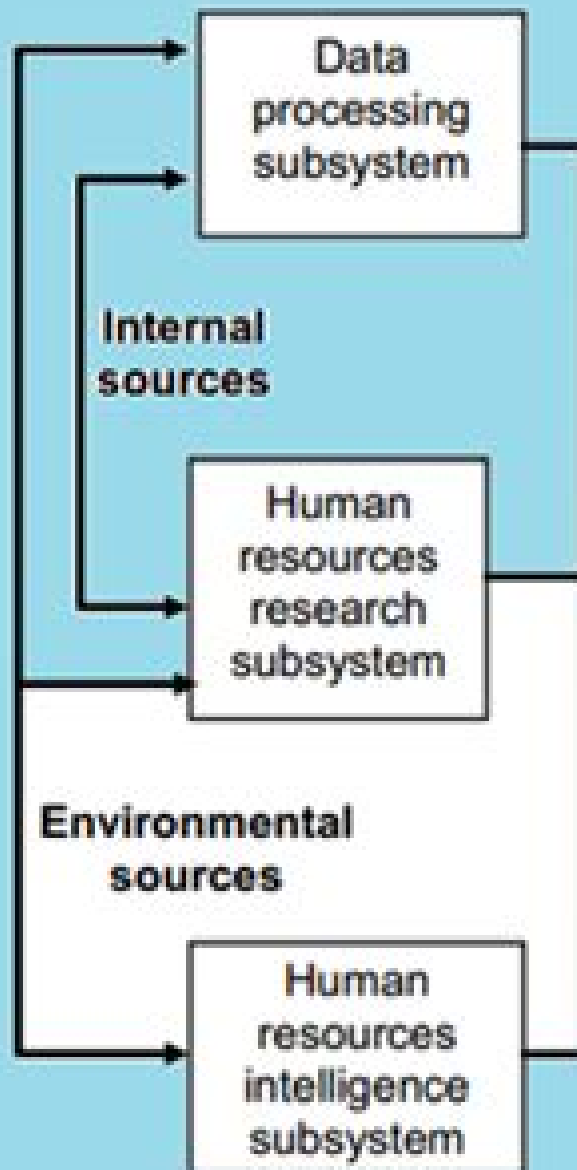 Data
processing
subsystem
Internal
sources
Human
resources
research
subsystem
Environmental
sources
Human
resources
intelligence
subsystem